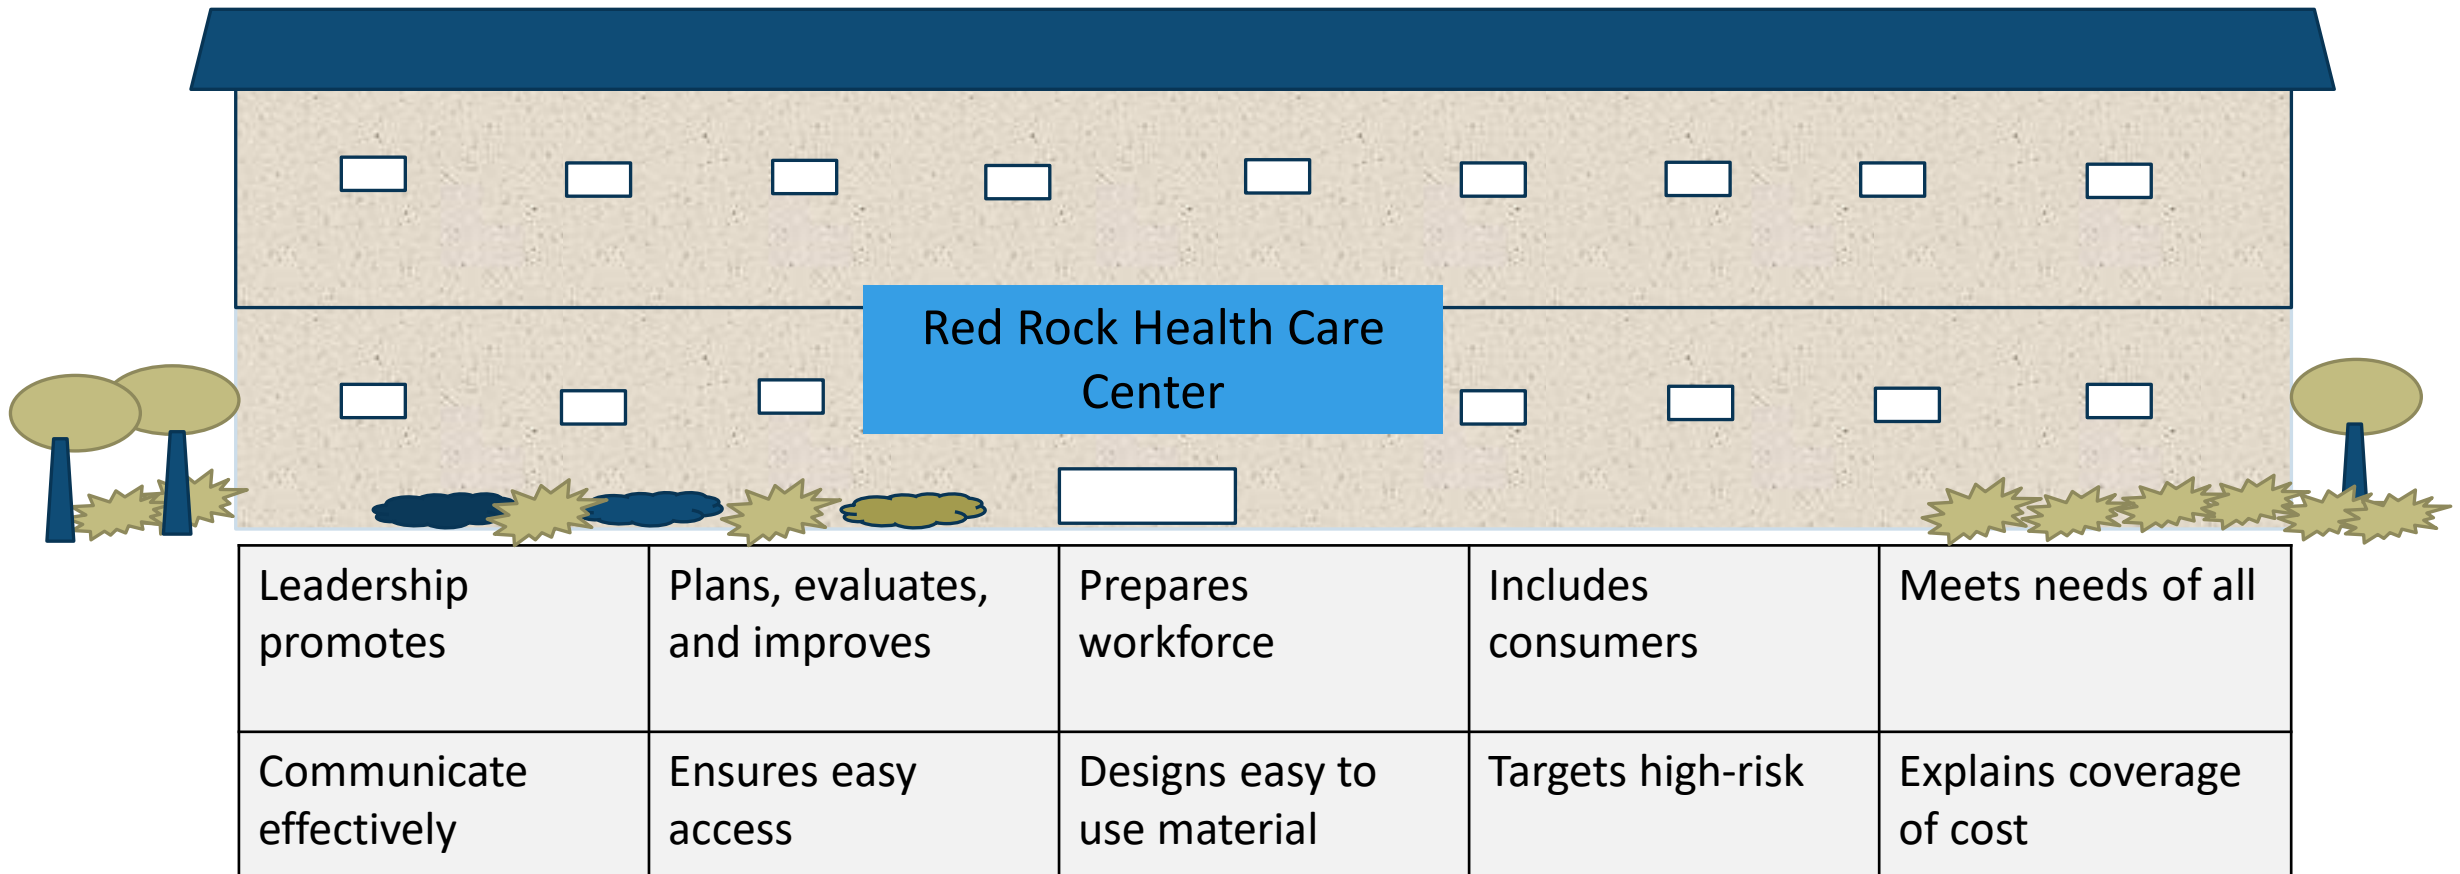 Red Rock Health Care
Center
Leadership
promotes
Plans, evaluates,
and improves
Prepares
workforce
Includes
consumers
Meets needs of all
Communicate
effectively
Ensures easy
access
Designs easy to
use material
Targets high-risk
Explains coverage
of cost